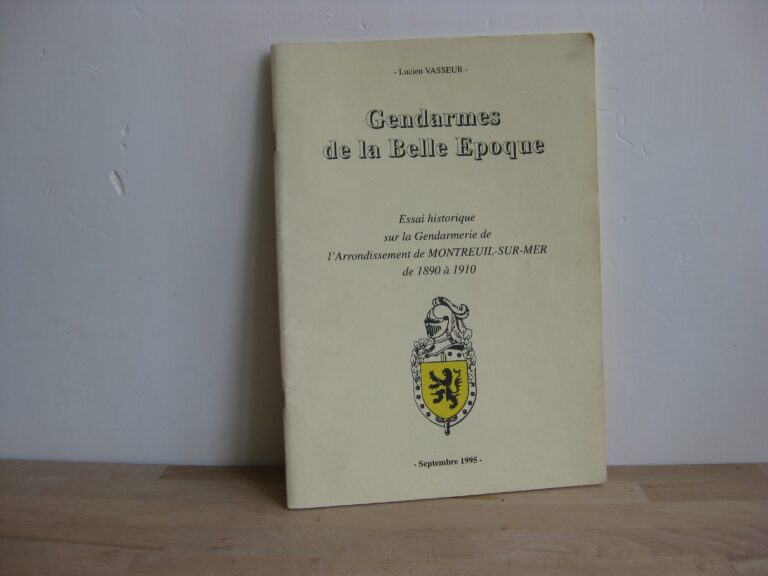 - Lucien VASSEUR -
Gendarmes
de la Belle Epoque
Essai historique
sur la Gendarmerie de
l'Arrondissement de MONTREUIL-SUR-MER
de 1890 à 1910
- Septembre 1995 -